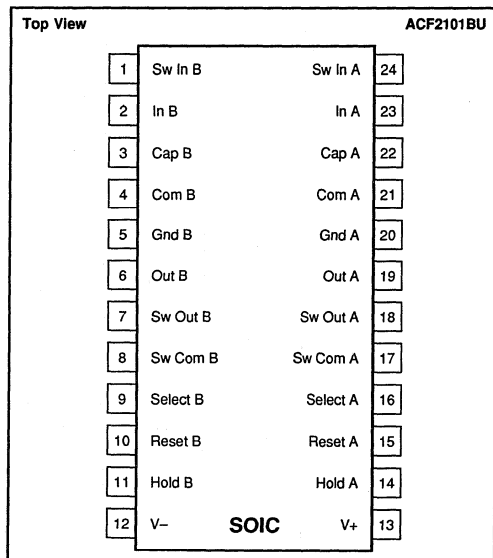 Top View ACF2101BU
1 Sw In B Sw In A 24
2 In B In A 23
3 Cap B Cap A 22
4 Com B Com A 21
5 Gnd B Gnd A 20
6 Out B Out A 19
7 Sw Out B Sw Out A 18
8 Sw Com B Sw Com A 17
9 Select B Select A 16
10 Reset B Reset A 15
11 Hold B Hold A 14
12 V– SOIC V+ 13